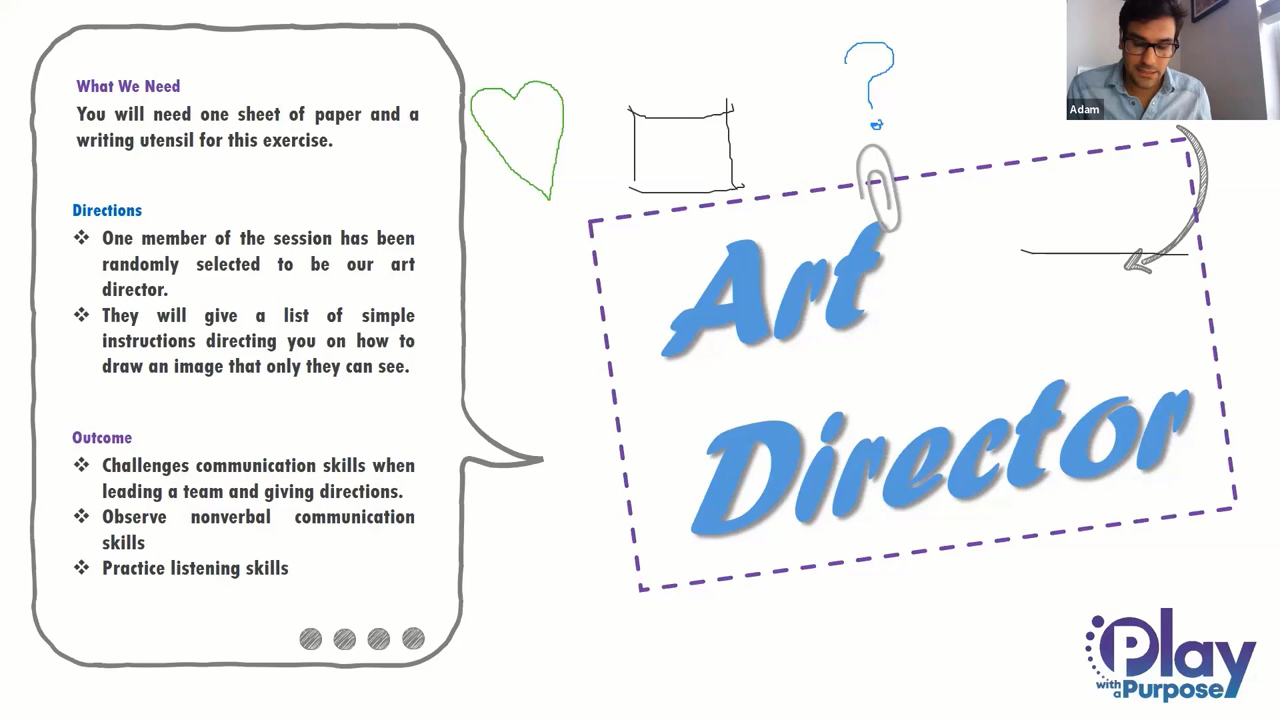 What We Need
You will need one sheet of paper and a
writing utensil for this exercise.
Directions
❖ One member of the session has been
randomly selected to be our art
director.
❖ They will give a list of simple
instructions directing you on how to
draw an image that only they can see.
Outcome
❖ Challenges communication skills when
leading a team and giving directions.
❖ Observe nonverbal communication
skills
❖ Practice listening skills
?
Adam
Art
Director
Play
with a Purpose